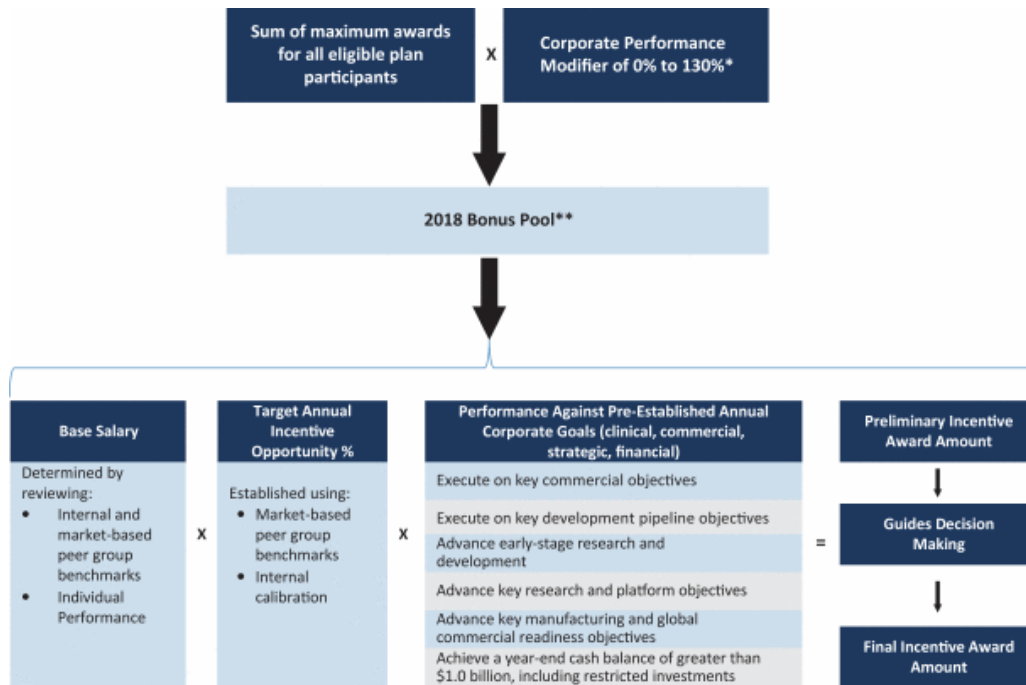 Sum of maximum awards
for all eligible plan
participants
X
Corporate Performance
Modifier of 0% to 130%*
2018 Bonus Pool**
Base Salary
Determined by
reviewing:
• Internal and
market-based
peer group
benchmarks
• Individual
Performance
X
Target Annual
Incentive
Opportunity %
Established using:
• Market-based
peer group
benchmarks
• Internal
calibration
X
Performance Against Pre-Established Annual
Corporate Goals (clinical, commercial,
strategic, financial)
Execute on key commercial objectives
Execute on key development pipeline objectives
Advance early-stage research and
development
Advance key research and platform objectives
Advance key manufacturing and global
commercial readiness objectives
Achieve a year-end cash balance of greater than
$1.0 billion, including restricted investments
=
Preliminary Incentive
Award Amount
Guides Decision
Making
Final Incentive Award
Amount